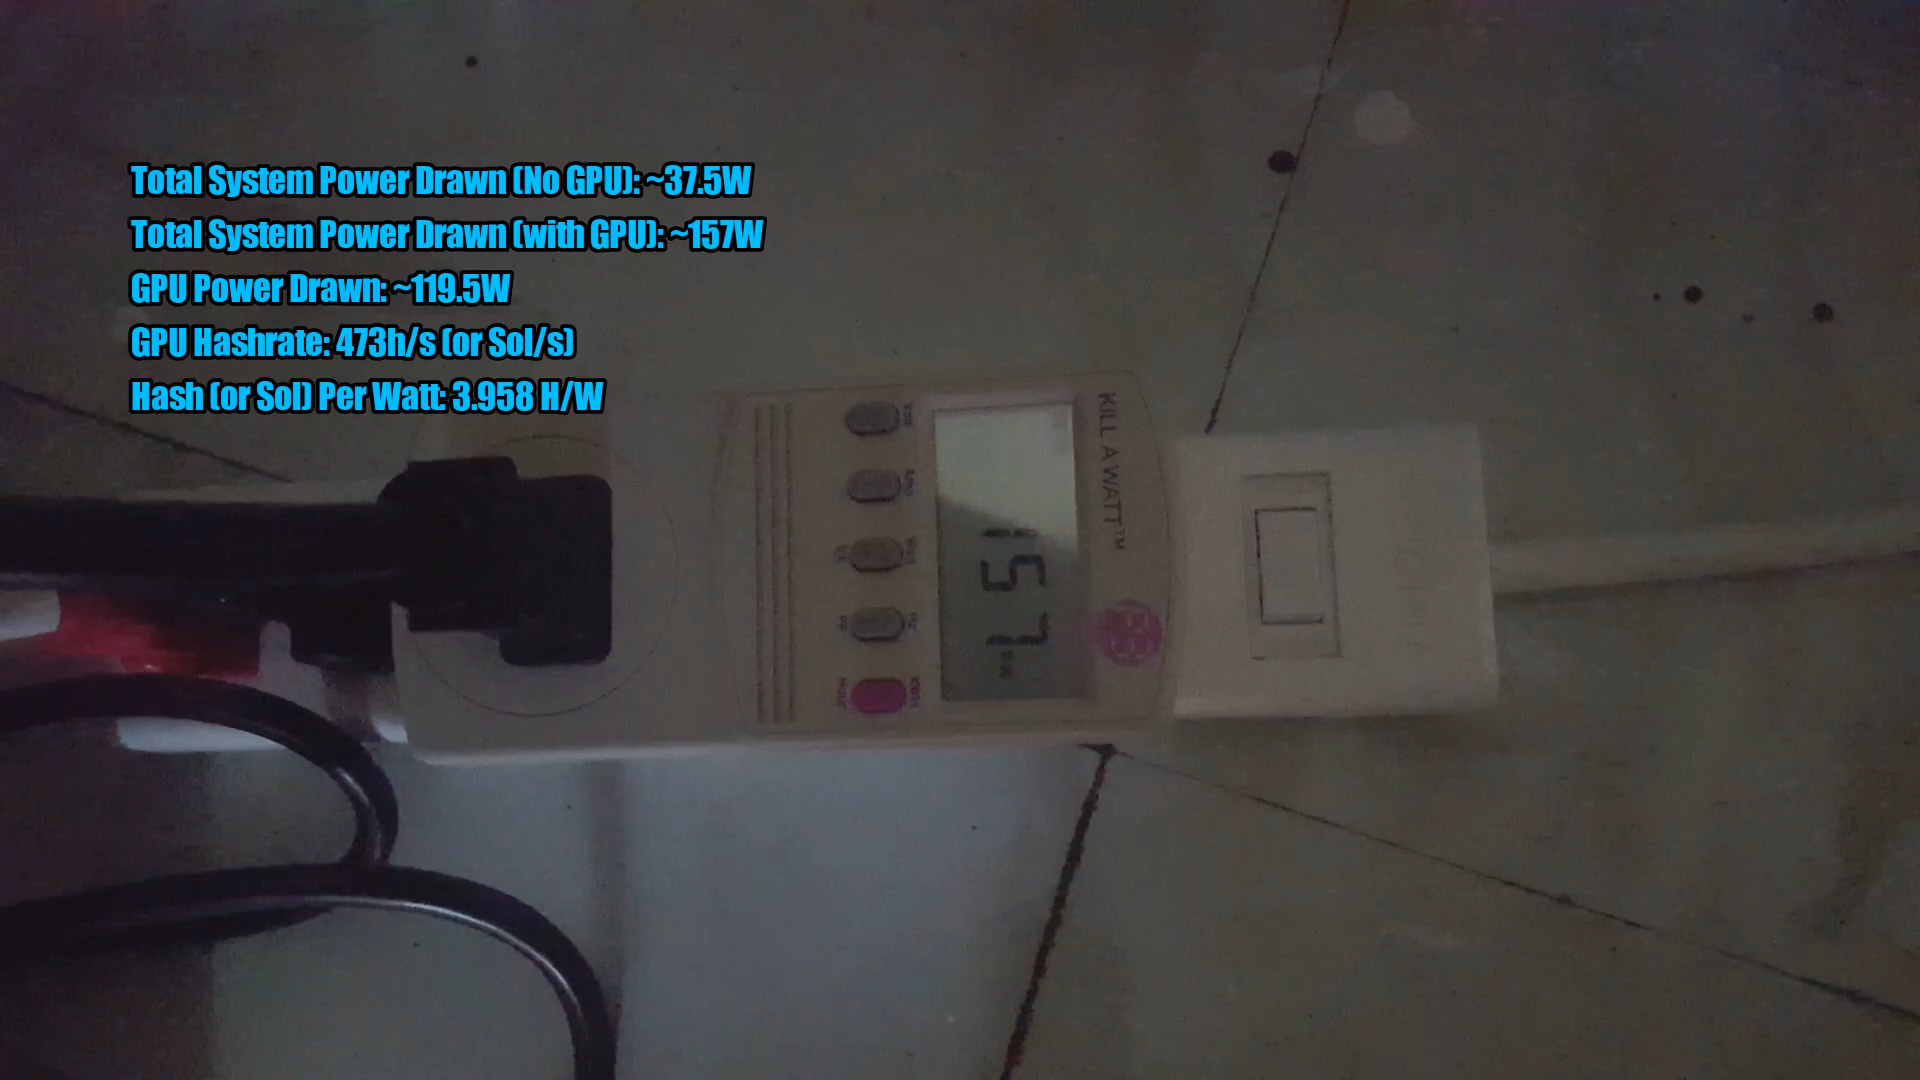 Total System Power Drawn (No GPU): ~37.5W
Total System Power Drawn (with GPU): ~157W
GPU Power Drawn: ~119.5W
GPU Hashrate: 473h/s (or Sol/s)
Hash (or Sol) Per Watt: 3.958 H/W
KILL A WATT™
157